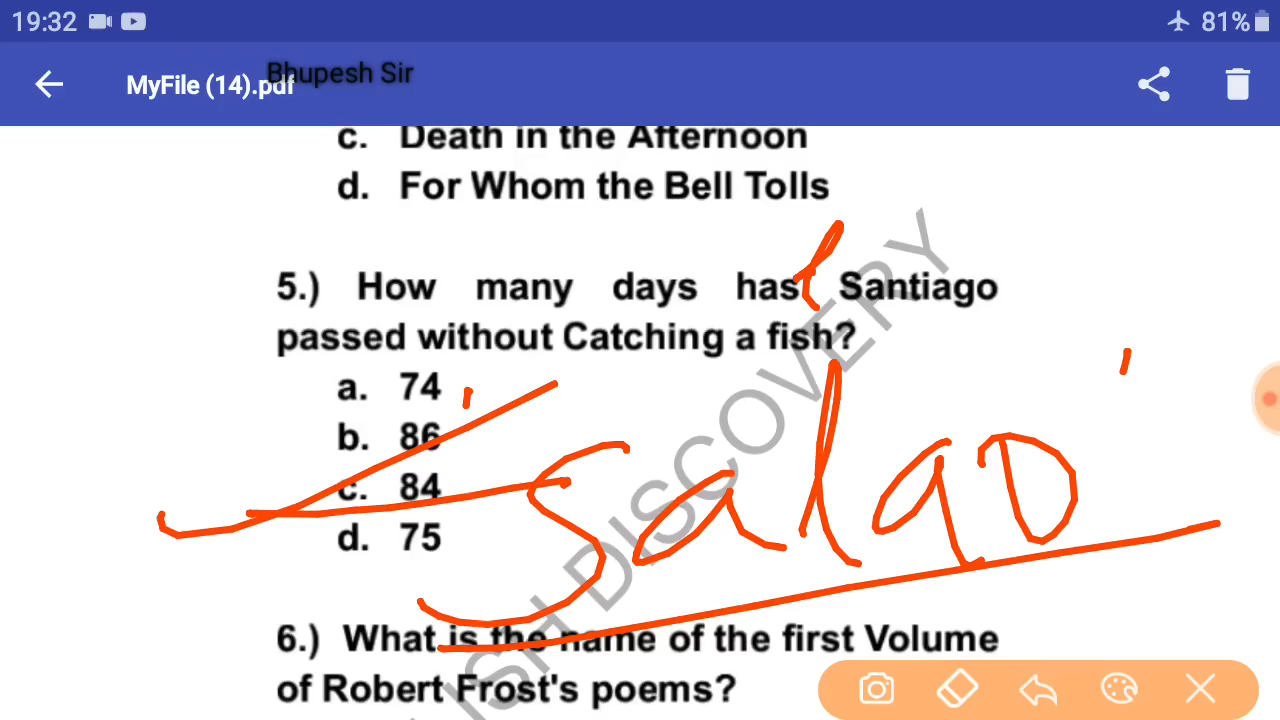 19:32 81%
MyFile (14).pdf Bhupesh Sir
c. Death in the Afternoon
d. For Whom the Bell Tolls
5.) How many days has Santiago
passed without Catching a fish?
a. 74
b. 86
c. 84
d. 75
Salao
6.) What is the name of the first Volume
of Robert Frost's poems?
ISH DISCOVERY